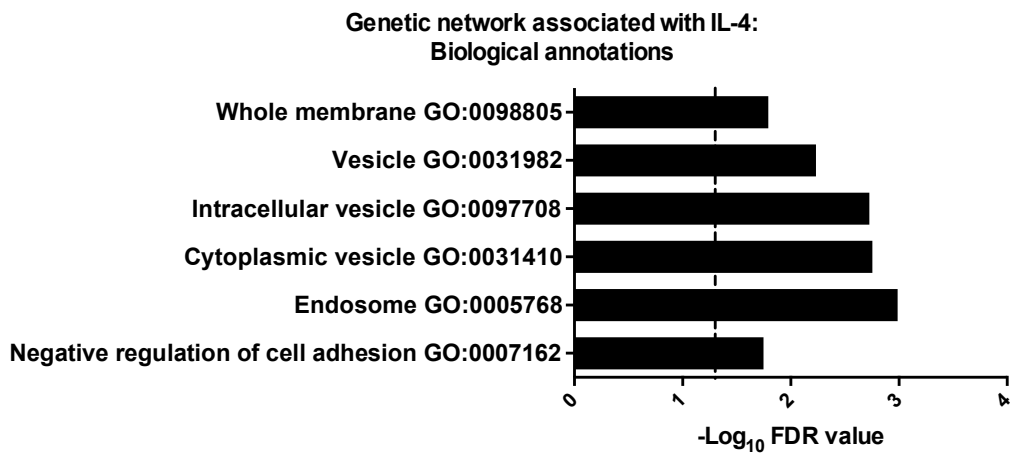 Genetic network associated with IL-4:
Biological annotations
Whole membrane GO:0098805
Vesicle GO:0031982
Intracellular vesicle GO:0097708
Cytoplasmic vesicle GO:0031410
Endosome GO:0005768
Negative regulation of cell adhesion GO:0007162
0 1 2 3 4
-Log10 FDR value